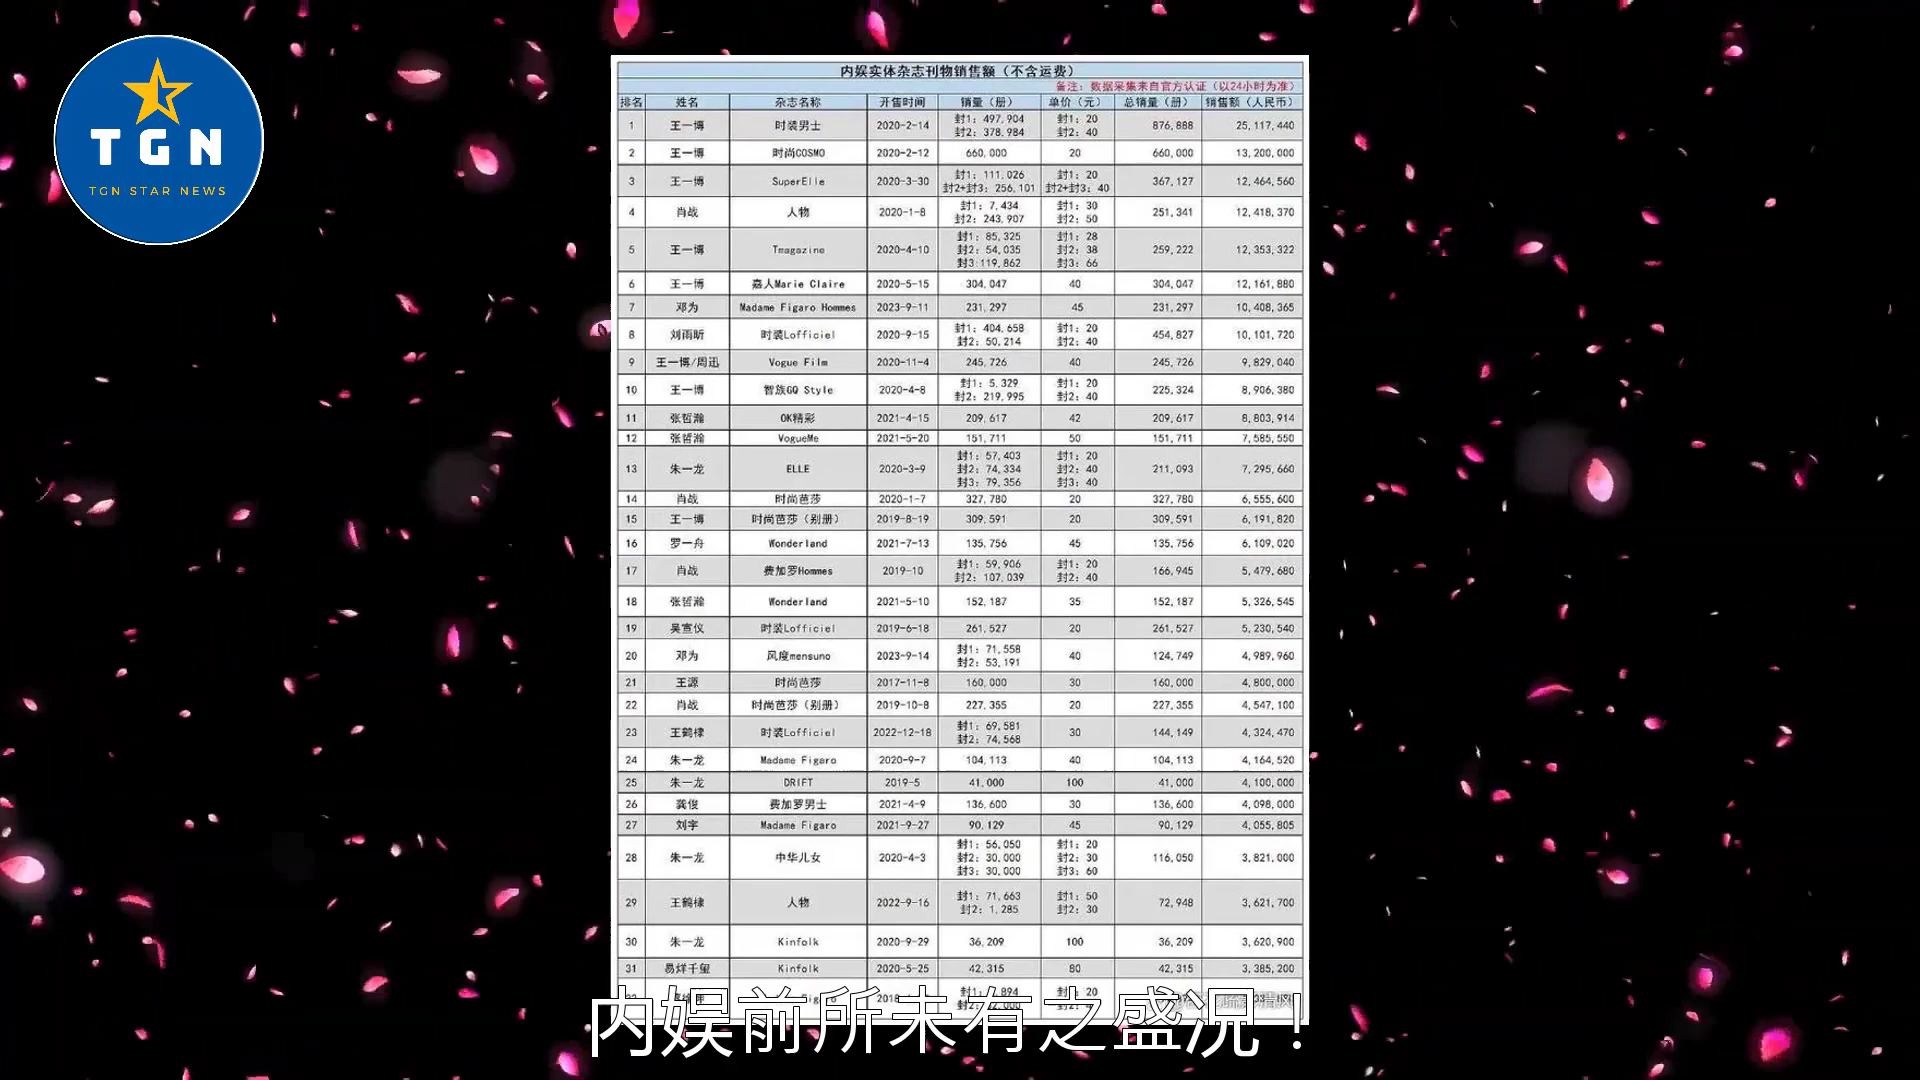 TGN
TGN STAR NEWS
内娱实体杂志刊物销售额（不含运费）
备注：数据采集来自官方认证（以24小时为准）
排名 姓名 杂志名称 开售时间 销量（册） 单价（元） 总销量（册） 销售额（人民币）
1 王一博 时装男士 2020-2-14 封1：497,904 封2：378,984 封1：20 封2：40 876,888 25,117,440
2 王一博 时尚COSMO 2020-2-12 660,000 20 660,000 13,200,000
3 王一博 SuperElle 2020-3-30 封1：111,026 封2+封3：256,101 封1：20 封2+封3：40 367,127 12,464,560
4 肖战 人物 2020-1-8 封1：7,434 封2：243,907 封1：30 封2：50 251,341 12,418,370
5 王一博 Tmagazine 2020-4-10 封1：85,325 封2：54,035 封3:119,862 封1：28 封2：38 封3：66 259,222 12,353,322
6 王一博 嘉人Marie Claire 2020-5-15 304,047 40 304,047 12,161,880
7 邓为 Madame Figaro Hommes 2023-9-11 231,297 45 231,297 10,408,365
8 刘雨昕 时装Lofficiel 2020-9-15 封1：404,658 封2：50,214 封1：20 封2：40 454,827 10,101,720
9 王一博/周迅 Vogue Film 2020-11-4 245,726 40 245,726 9,829,040
10 王一博 智族GQ Style 2020-4-8 封1：5,329 封2：219,995 封1：20 封2：40 225,324 8,906,380
11 张哲瀚 OK精彩 2021-4-15 209,617 42 209,617 8,803,914
12 张哲瀚 VogueMe 2021-5-20 151,711 50 151,711 7,585,550
13 朱一龙 ELLE 2020-3-9 封1：57,403 封2：74,334 封3：79,356 封1：20 封2：40 封3：40 211,093 7,295,660
14 肖战 时尚芭莎 2020-1-7 327,780 20 327,780 6,555,600
15 王一博 时尚芭莎（别册） 2019-8-19 309,591 20 309,591 6,191,820
16 罗一舟 Wonderland 2021-7-13 135,756 45 135,756 6,109,020
17 肖战 费加罗Hommes 2019-10 封1：59,906 封2：107,039 封1：20 封2：40 166,945 5,479,680
18 张哲瀚 Wonderland 2021-5-10 152,187 35 152,187 5,326,545
19 吴宣仪 时装Lofficiel 2019-6-18 261,527 20 261,527 5,230,540
20 邓为 风度mensuno 2023-9-14 封1：71,558 封2：53,191 40 124,749 4,989,960
21 王源 时尚芭莎 2017-11-8 160,000 30 160,000 4,800,000
22 肖战 时尚芭莎（别册） 2019-10-8 227,355 20 227,355 4,547,100
23 王鹤棣 时装Lofficiel 2022-12-18 封1：69,581 封2：74,568 30 144,149 4,324,470
24 朱一龙 Madame Figaro 2020-9-7 104,113 40 104,113 4,164,520
25 朱一龙 DRIFT 2019-5 41,000 100 41,000 4,100,000
26 龚俊 费加罗男士 2021-4-9 136,600 30 136,600 4,098,000
27 刘宇 Madame Figaro 2021-9-27 90,129 45 90,129 4,055,805
28 朱一龙 中华儿女 2020-4-3 封1：56,050 封2：30,000 封3：30,000 封1：20 封2：30 封3：60 116,050 3,821,000
29 王鹤棣 人物 2022-9-16 封1：71,663 封2：1,285 封1：50 封2：30 72,948 3,621,700
30 朱一龙 Kinfolk 2020-9-29 36,209 100 36,209 3,620,900
31 易烊千玺 Kinfolk 2020-5-25 42,315 80 42,315 3,385,200
内娱前所未有之盛况！